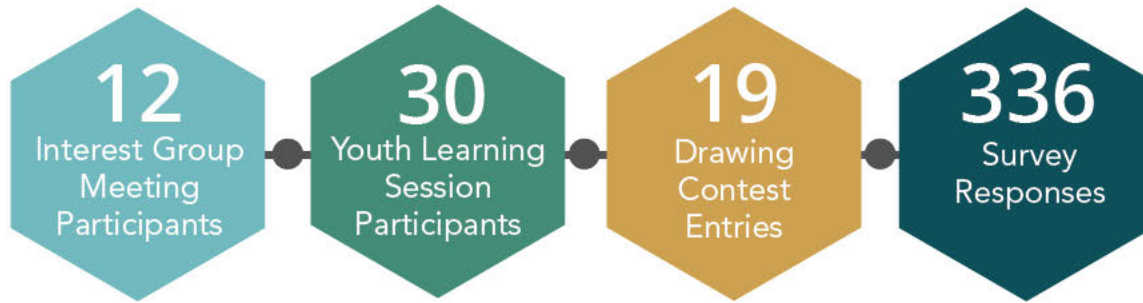 12
Interest Group
Meeting
Participants
30
Youth Learning
Session
Participants
19
Drawing
Contest
Entries
336
Survey
Responses